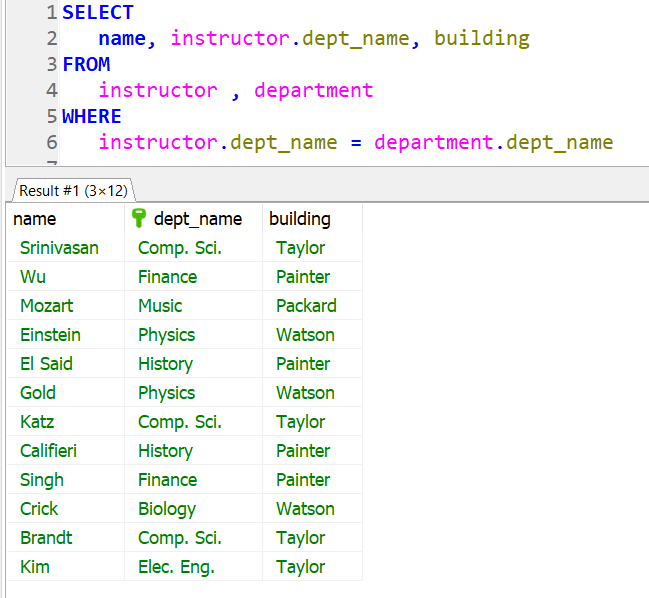 1 SELECT
2 name, instructor.dept_name, building
3 FROM
4 instructor , department
5 WHERE
6 instructor.dept_name = department.dept_name
7
Result #1 (3×12)
name dept_name building
Srinivasan Comp. Sci. Taylor
Wu Finance Painter
Mozart Music Packard
Einstein Physics Watson
El Said History Painter
Gold Physics Watson
Katz Comp. Sci. Taylor
Califieri History Painter
Singh Finance Painter
Crick Biology Watson
Brandt Comp. Sci. Taylor
Kim Elec. Eng. Taylor